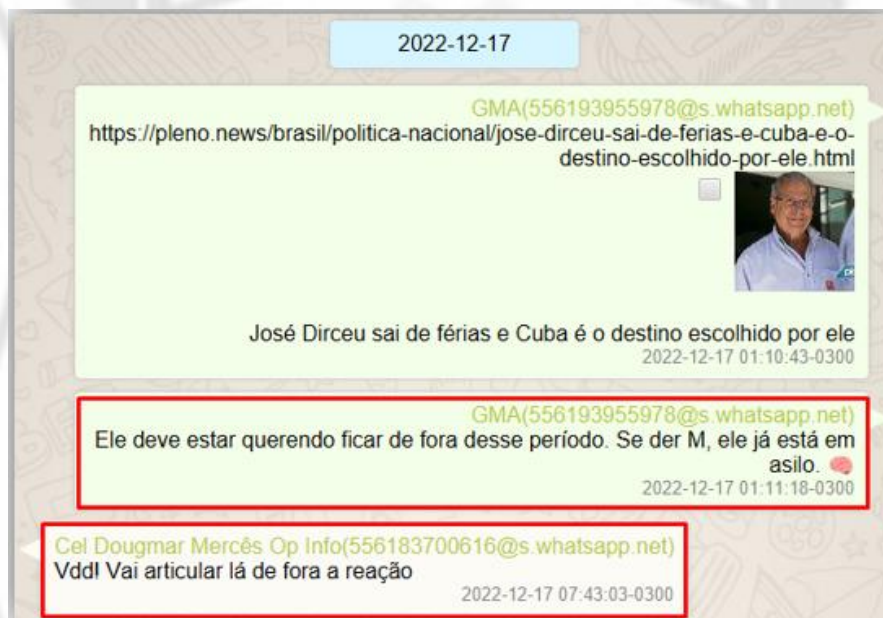 2022-12-17
GMA(556193955978@s.whatsapp.net)
https://pleno.news/brasil/politica-nacional/jose-dirceu-sai-de-ferias-e-cuba-e-o-
destino-escolhido-por-ele.html
José Dirceu sai de férias e Cuba é o destino escolhido por ele
2022-12-17 01:10:43-0300
GMA(556193955978@s.whatsapp.net)
Ele deve estar querendo ficar de fora desse período. Se der M, ele já está em
asilo. 🧠
2022-12-17 01:11:18-0300
Cel Dougmar Mercês Op Info(556183700616@s.whatsapp.net)
Vdd! Vai articular lá de fora a reação
2022-12-17 07:43:03-0300